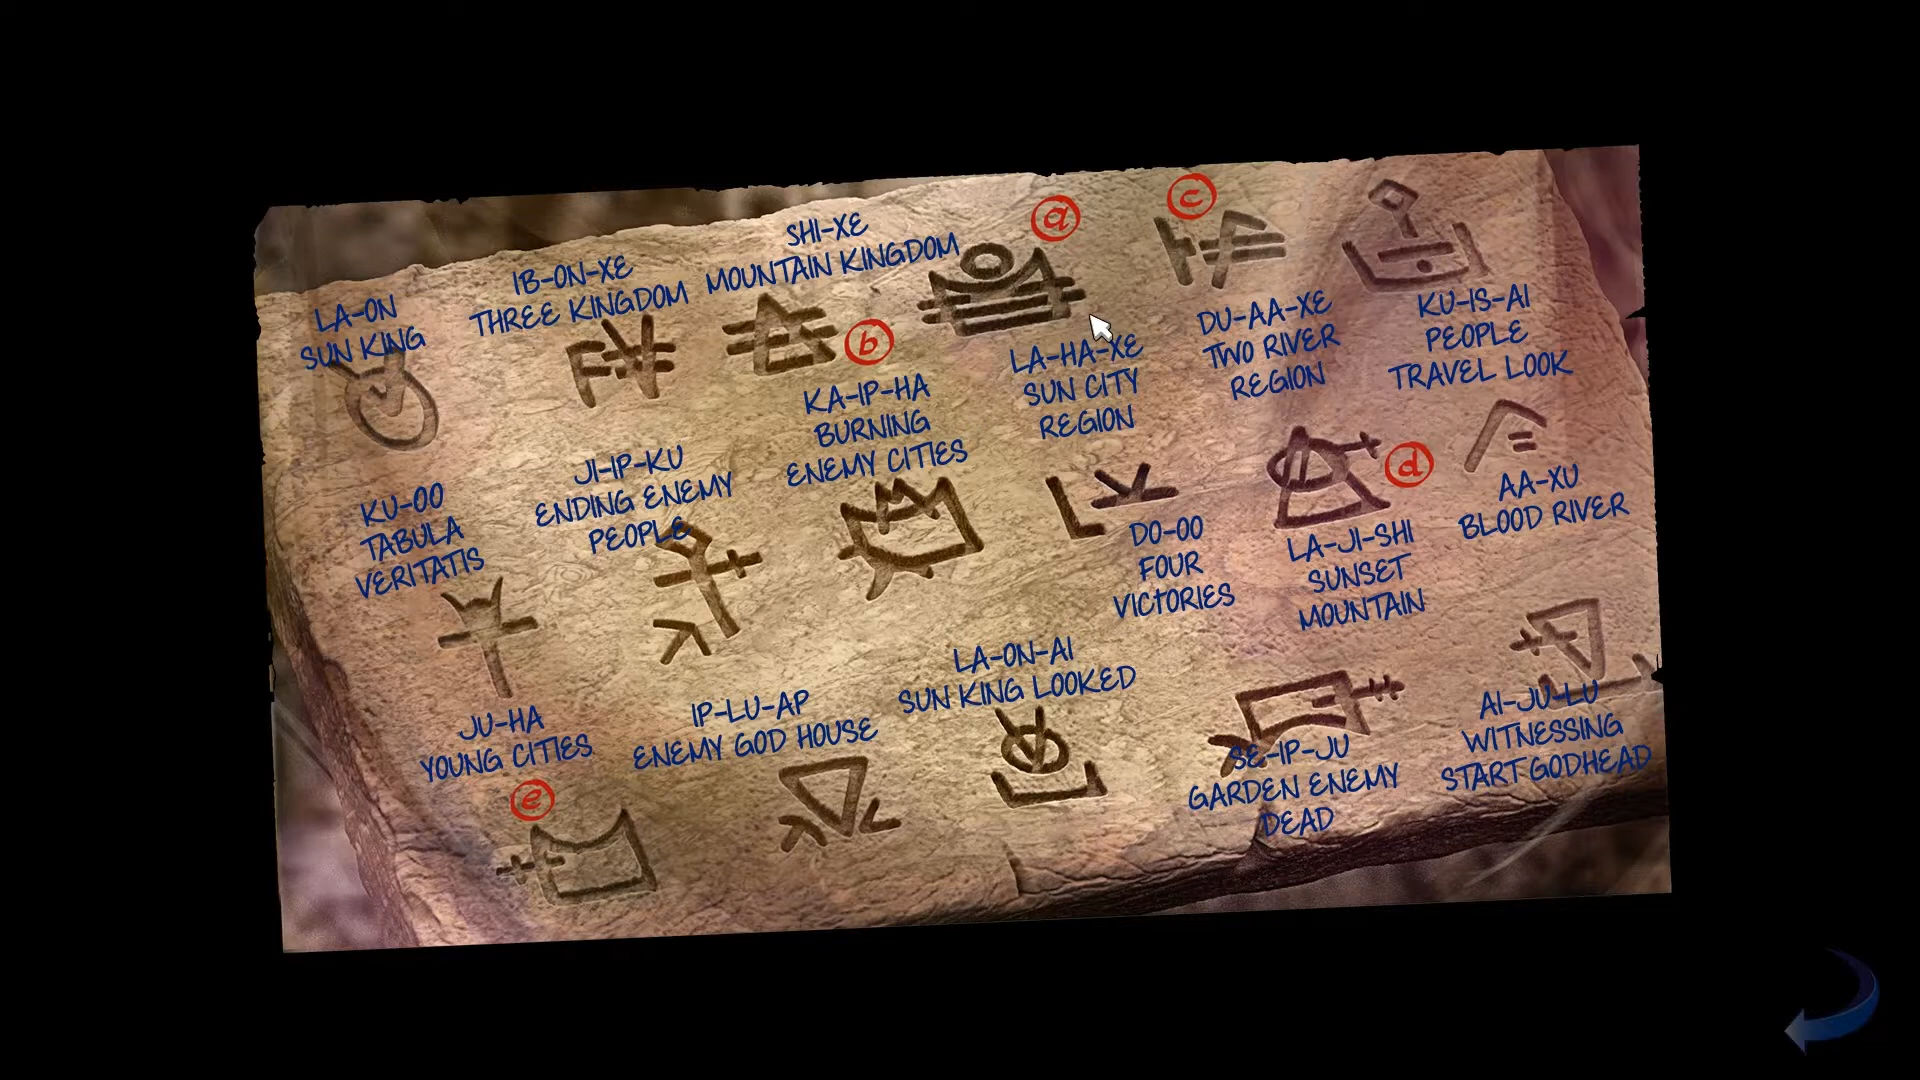 LA-ON
SUN KING
IB-ON-XE
THREE KINGDOM
SHI-XE
MOUNTAIN KINGDOM
a
LA-HA-XE
SUN CITY
REGION
c
DU-AA-XE
TWO RIVER
REGION
KU-IS-AI
PEOPLE
TRAVEL LOOK
KU-OO
TABULA
VERITATIS
JI-IP-KU
ENDING ENEMY
PEOPLE
b
KA-IP-HA
BURNING
ENEMY CITIES
DO-OO
FOUR
VICTORIES
d
LA-JI-SHI
SUNSET
MOUNTAIN
AA-XU
BLOOD RIVER
JU-HA
YOUNG CITIES
e
IP-LU-AP
ENEMY GOD HOUSE
LA-ON-AI
SUN KING LOOKED
SE-IP-JU
GARDEN ENEMY
DEAD
AI-JU-LU
WITNESSING
START GODHEAD